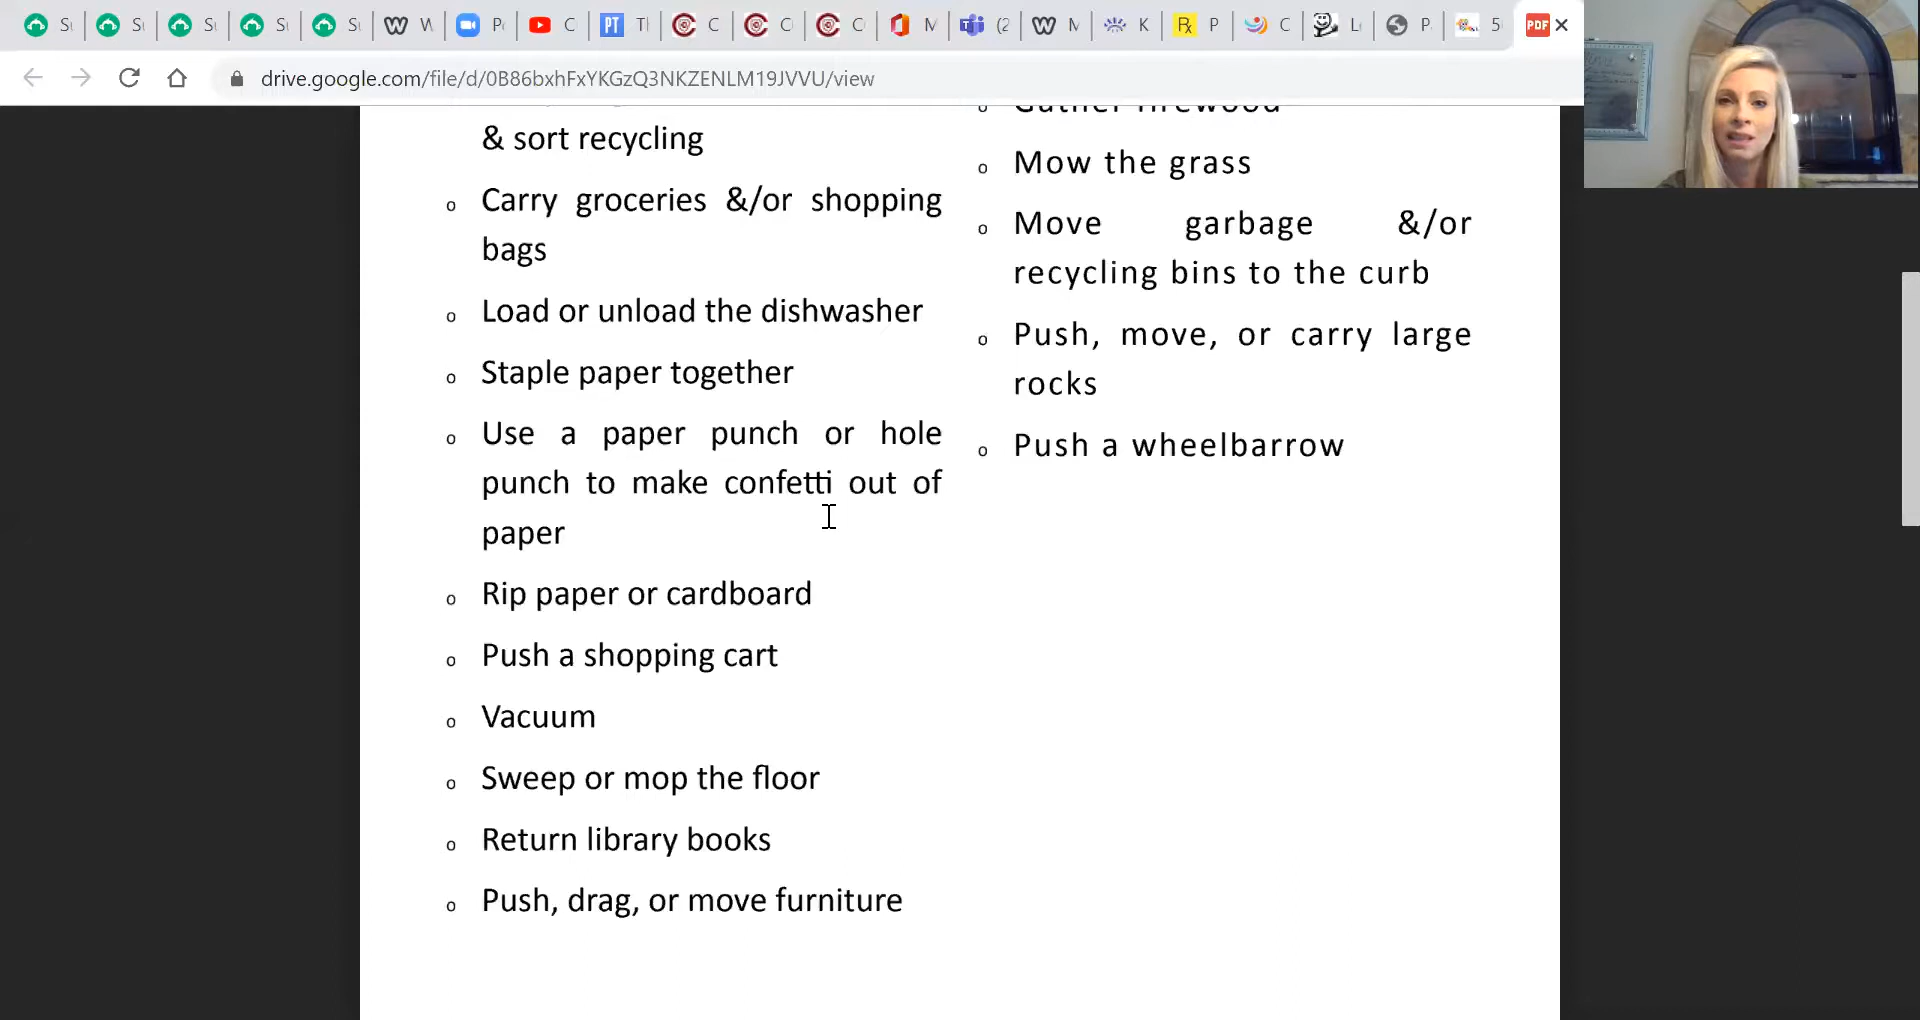 drive.google.com/file/d/0B86bxhFxYKGzQ3NKZENLM19JVVU/view
& sort recycling
Carry groceries &/or shopping
bags
Load or unload the dishwasher
Staple paper together
Use a paper punch or hole
punch to make confetti out of
paper
Rip paper or cardboard
Push a shopping cart
Vacuum
Sweep or mop the floor
Return library books
Push, drag, or move furniture
Gather firewood
Mow the grass
Move garbage &/or
recycling bins to the curb
Push, move, or carry large
rocks
Push a wheelbarrow